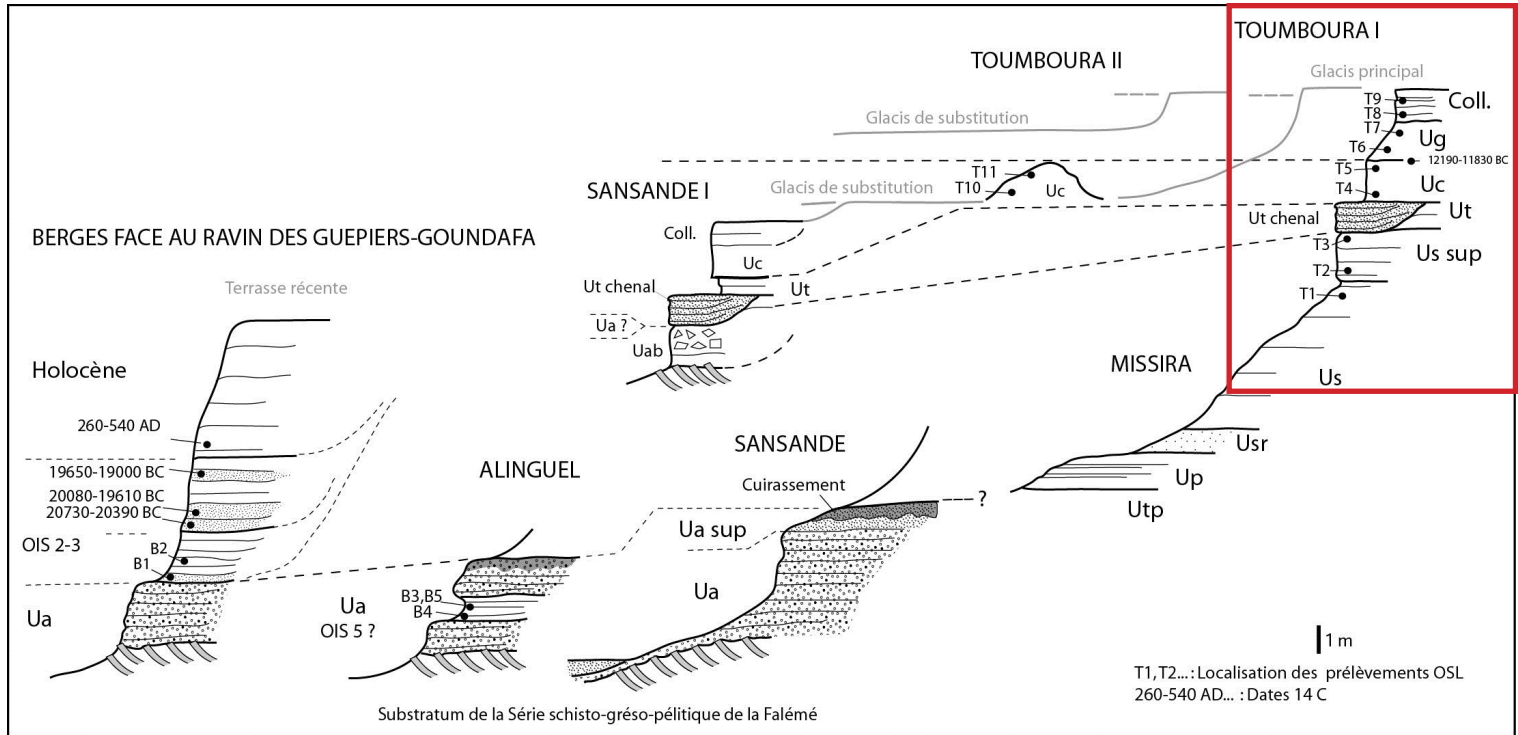 TOUMBOURA I
TOUMBOURA II
Glacis principal
T9
Coll.
T8
T7
Ug
T6
12190-11830 BC
T5
Uc
T4
Ut chenal
Ut
T3
Us sup
T2
T1
Us
Glacis de substitution
T11
T10
Uc
SANSANDE I
Glacis de substitution
Coll.
Uc
Ut chenal
Ut
Ua ?
Uab
MISSIRA
Usr
Up
Utp
BERGES FACE AU RAVIN DES GUEPIERS-GOUNDAFA
Terrasse récente
Holocène
260-540 AD
19650-19000 BC
20080-19610 BC
20730-20390 BC
OIS 2-3
B2
B1
Ua
ALINGUEL
B3,B5
Ua
B4
OIS 5 ?
SANSANDE
Cuirassement
?
Ua sup
Ua
1 m
T1,T2...: Localisation des prélèvements OSL
260-540 AD... : Dates 14 C
Substratum de la Série schisto-gréso-pélitique de la Falémé